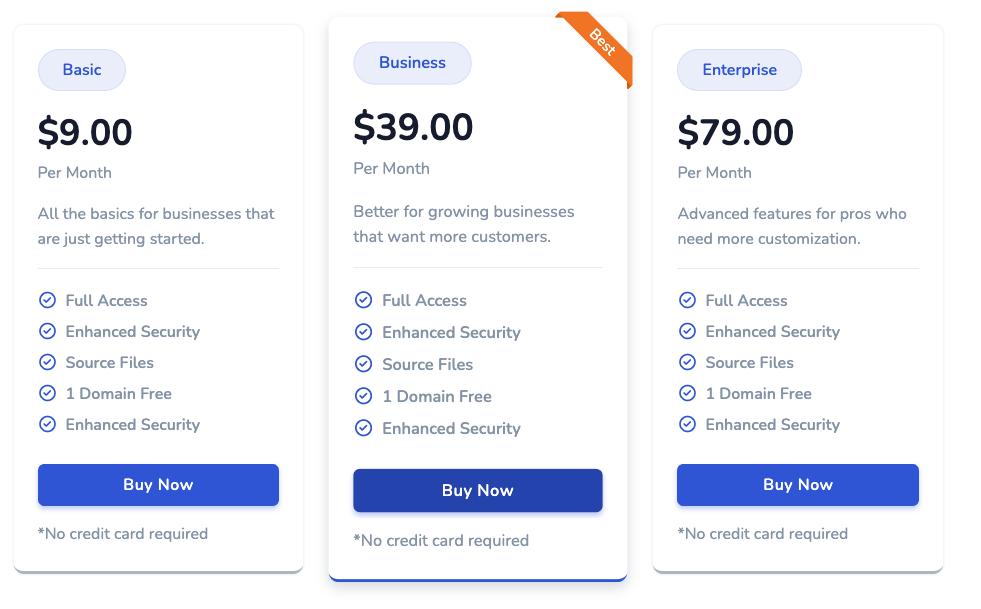 Basic
$9.00
Per Month
All the basics for businesses that
are just getting started.
Full Access
Enhanced Security
Source Files
1 Domain Free
Enhanced Security
Buy Now
*No credit card required
Best
Business
$39.00
Per Month
Better for growing businesses
that want more customers.
Full Access
Enhanced Security
Source Files
1 Domain Free
Enhanced Security
Buy Now
*No credit card required
Enterprise
$79.00
Per Month
Advanced features for pros who
need more customization.
Full Access
Enhanced Security
Source Files
1 Domain Free
Enhanced Security
Buy Now
*No credit card required